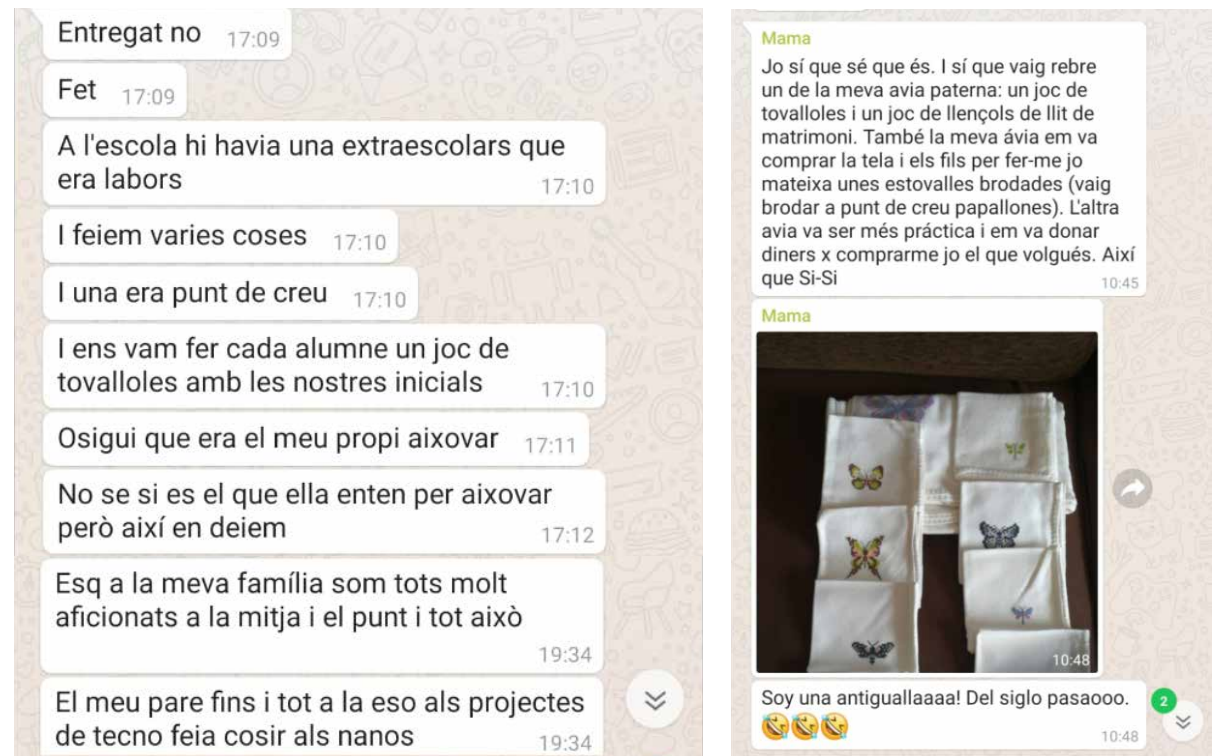 Entregat no 17:09
Fet 17:09
A l'escola hi havia una extraescolars que
era labors 17:10
I feiem varies coses 17:10
I una era punt de creu 17:10
I ens vam fer cada alumne un joc de
tovalloles amb les nostres inicials 17:10
Osigui que era el meu propi aixovar 17:11
No se si es el que ella enten per aixovar
però així en deiem 17:12
Esq a la meva família som tots molt
aficionats a la mitja i el punt i tot això
19:34
El meu pare fins i tot a la eso als projectes
de tecno feia cosir als nanos 19:34
Mama
Jo sí que sé que és. I sí que vaig rebre
un de la meva avia paterna: un joc de
tovalloles i un joc de llençols de llit de
matrimoni. També la meva ávia em va
comprar la tela i els fils per fer-me jo
mateixa unes estovalles brodades (vaig
brodar a punt de creu papallones). L'altra
avia va ser més práctica i em va donar
diners x comprarme jo el que volgués. Així
que Si-Si 10:45
Mama
10:48
Soy una antiguallaaaa! Del siglo pasaooo.
🤣🤣🤣 10:48
2